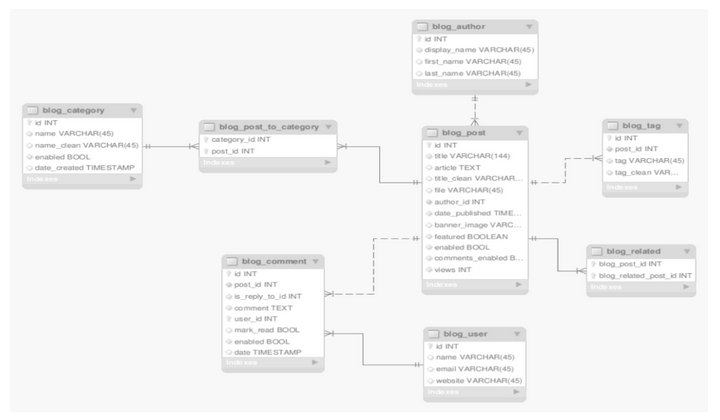 blog_author
id INT
display_name VARCHAR(45)
first_name VARCHAR(45)
last_name VARCHAR(45)
Indexes
blog_category
id INT
name VARCHAR(45)
name_clean VARCHAR(45)
enabled BOOL
date_created TIMESTAMP
Indexes
blog_post_to_category
category_id INT
post_id INT
Indexes
blog_post
id INT
title VARCHAR(144)
article TEXT
title_clean VARCHAR...
file VARCHAR(45)
author_id INT
date_published TIME...
banner_image VARC...
featured BOOLEAN
enabled BOOL
comments_enabled B...
views INT
Indexes
blog_tag
id INT
post_id INT
tag VARCHAR(45)
tag_clean VAR...
Indexes
blog_related
blog_post_id INT
blog_related_post_id INT
Indexes
blog_comment
id INT
post_id INT
is_reply_to_id INT
comment TEXT
user_id INT
mark_read BOOL
enabled BOOL
date TIMESTAMP
Indexes
blog_user
id INT
name VARCHAR(45)
email VARCHAR(45)
website VARCHAR(45)
Indexes